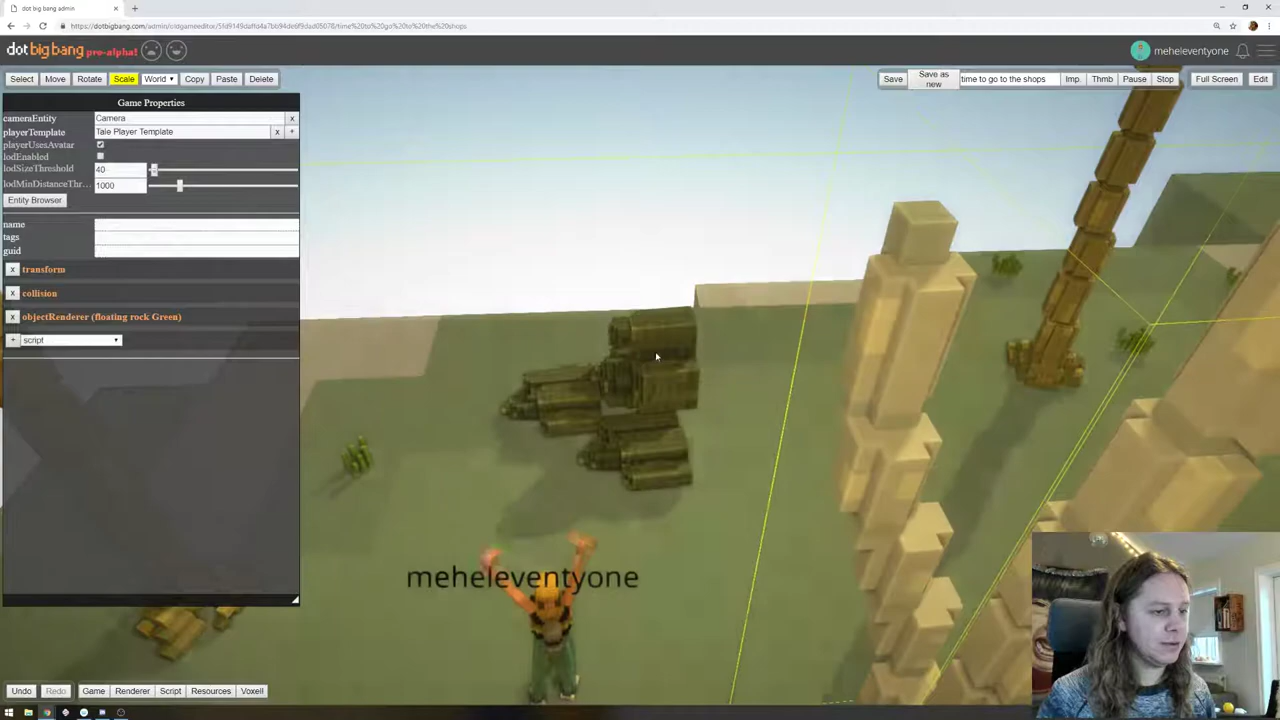 dot big bang admin
https://dotbigbang.com/admin/oldgameeditor/5fd9149daffd4a7bb94de6f9dad05078/time%20to%20go%20to%20the%20shops
dot big bang pre-alpha! meheleventyone
Select Move Rotate Scale World Copy Paste Delete Save Save as new time to go to the shops Imp. Thmb Pause Stop Full Screen Edit
Game Properties
cameraEntity Camera x
playerTemplate Tale Player Template x +
playerUsesAvatar
lodEnabled
lodSizeThreshold 40
lodMinDistanceThr... 1000
Entity Browser
name
tags
guid
x transform
x collision
x objectRenderer (floating rock Green)
+ script
meheleventyone
Undo Redo Game Renderer Script Resources Voxell